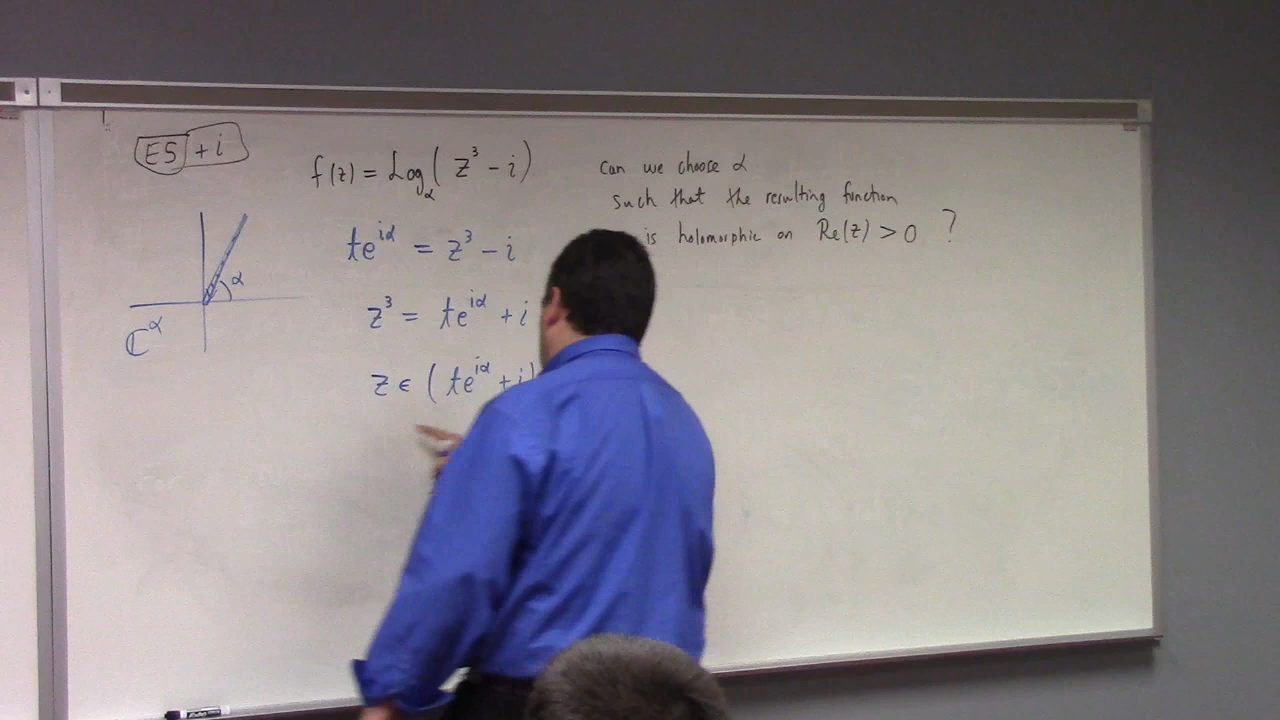 E5 + i
f(z) = Log_α ( z³ - i )
can we choose α
such that the resulting function
is holomorphic on Re(z) > 0 ?
te^{iα} = z³ - i
z³ = te^{iα} + i
z ∈ ( te^{iα} + i )
α
ℂ^α